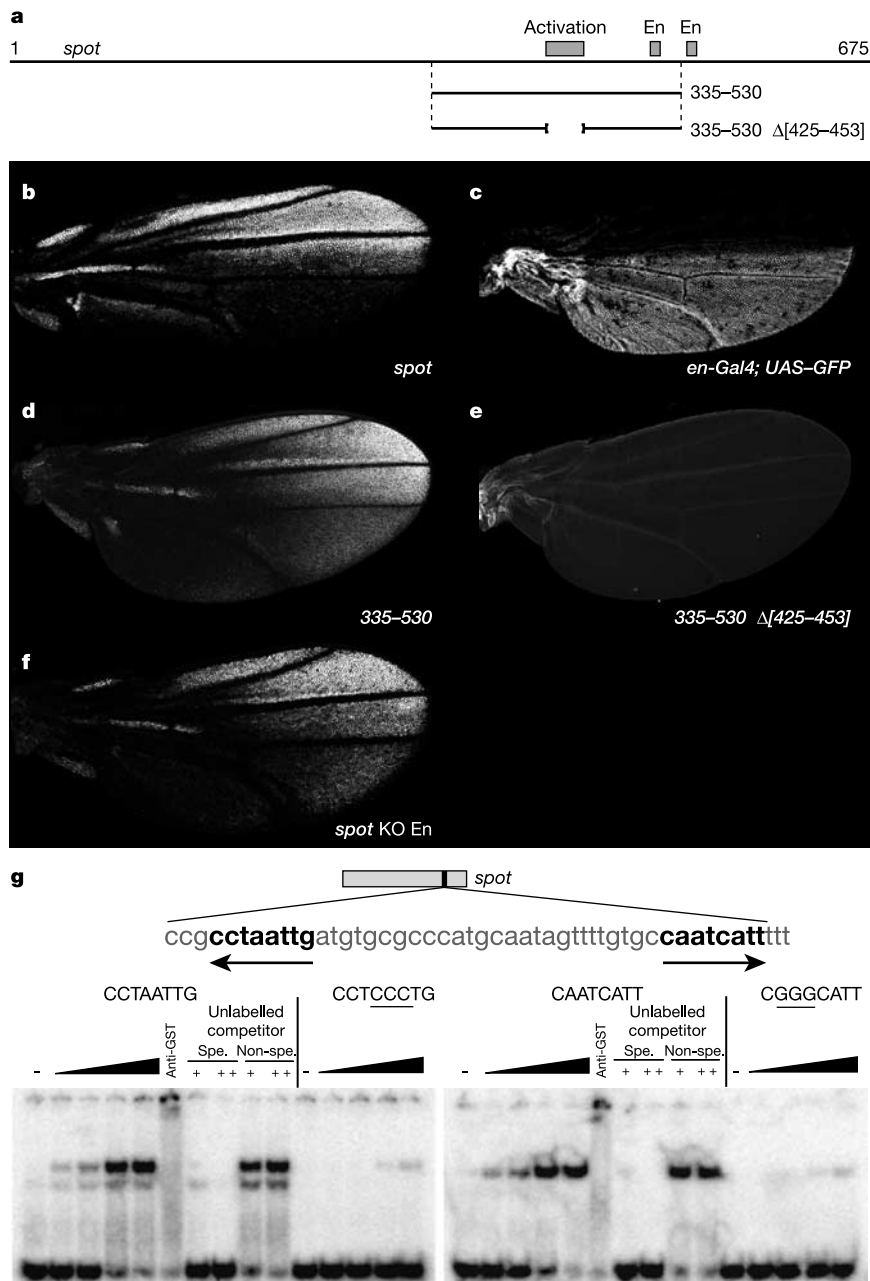 a
Activation En En
1 spot 675
335–530
335–530 Δ[425–453]
b
spot
c
en-Gal4; UAS–GFP
d
335–530
e
335–530 Δ[425–453]
f
spot KO En
g
spot
ccgcctaattgatgtgcgcccatgcaatagttttgtgccaatcattttt
CCTAATTG CCTCCCTG CAATCATT CGGGCATT
Anti-GST Unlabelled competitor Anti-GST Unlabelled competitor
Spe. Non-spe. Spe. Non-spe.
- + ++ + ++ - - + ++ + ++ -